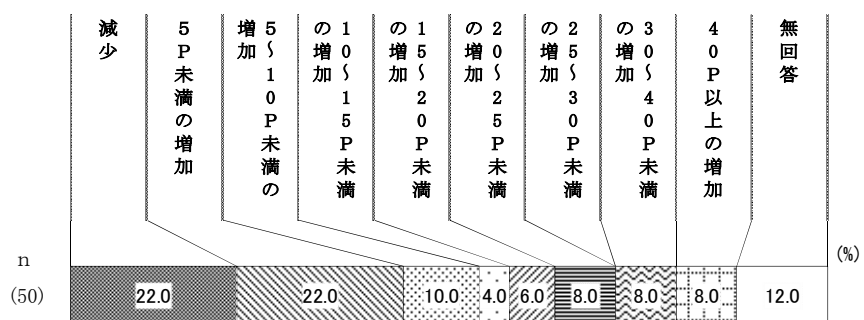 減少
５Ｐ未満の増加
５〜10Ｐ未満の
増加
１０〜１５Ｐ未満
の増加
１５〜２０Ｐ未満
の増加
２０〜２５Ｐ未満
の増加
２５〜３０Ｐ未満
の増加
３０〜４０Ｐ未満
の増加
４０Ｐ以上の増加
無回答
(%)
n
(50)
22.0
22.0
10.0
4.0
6.0
8.0
8.0
8.0
12.0